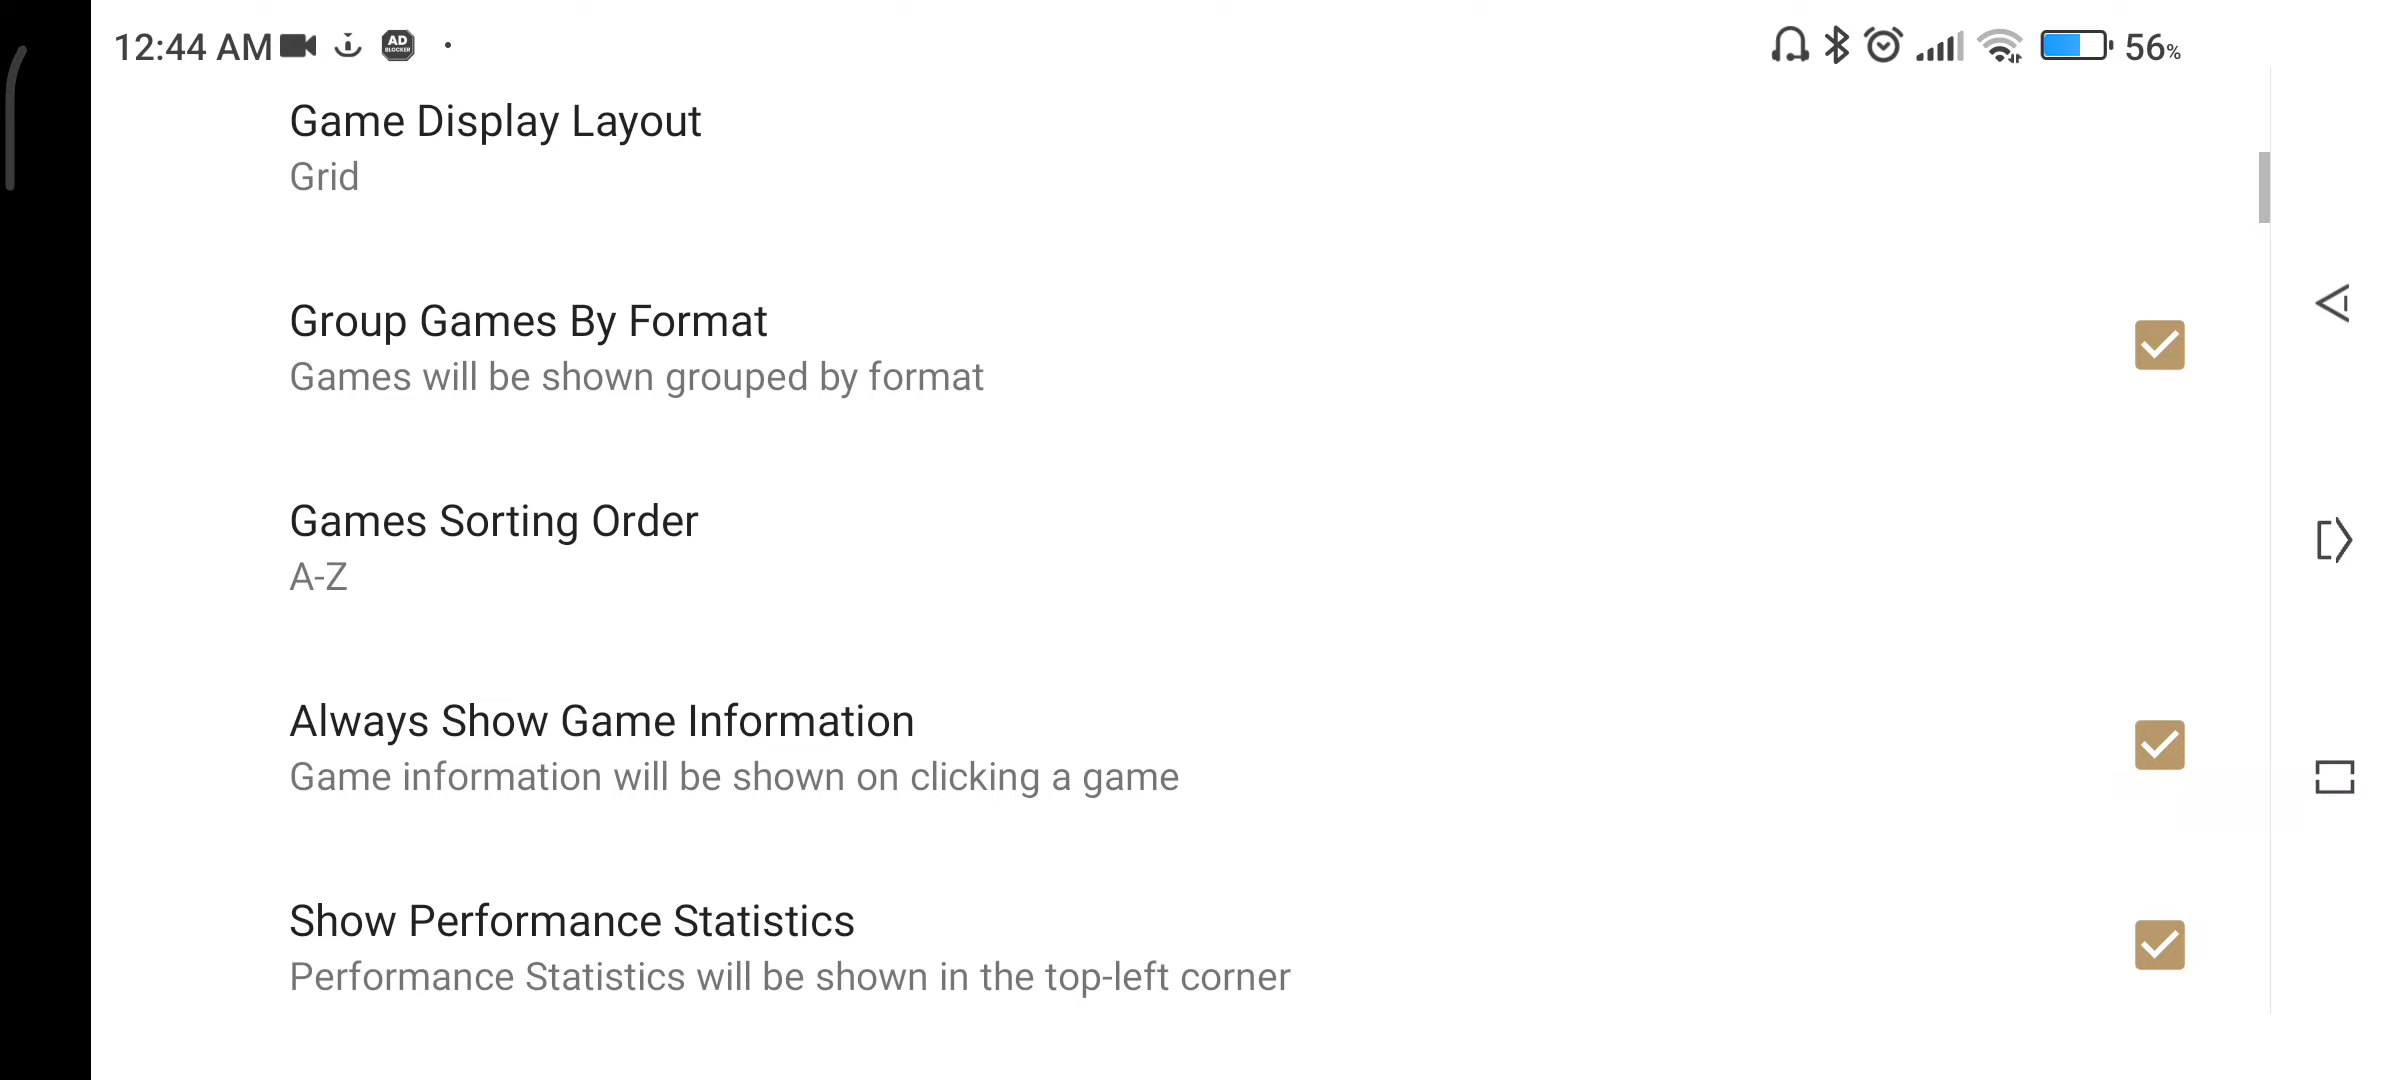 12:44 AM AD BLOCKER 56%
Game Display Layout
Grid
Group Games By Format
Games will be shown grouped by format
Games Sorting Order
A-Z
Always Show Game Information
Game information will be shown on clicking a game
Show Performance Statistics
Performance Statistics will be shown in the top-left corner